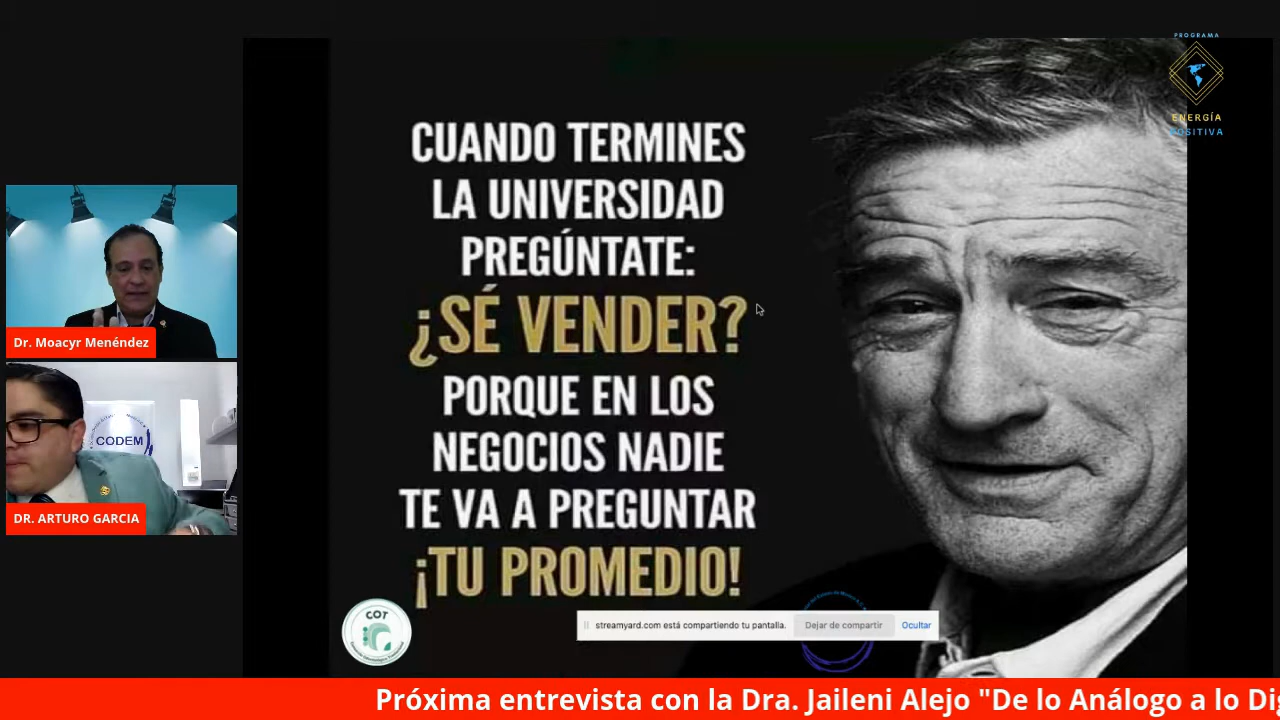 PROGRAMA
ENERGÍA
POSITIVA
CUANDO TERMINES
LA UNIVERSIDAD
PREGÚNTATE:
¿SÉ VENDER?
PORQUE EN LOS
NEGOCIOS NADIE
TE VA A PREGUNTAR
¡TU PROMEDIO!
Dr. Moacyr Menéndez
CODEM
DR. ARTURO GARCIA
COT
streamyard.com está compartiendo tu pantalla.
Dejar de compartir
Ocultar
Próxima entrevista con la Dra. Jaileni Alejo "De lo Análogo a lo Dig